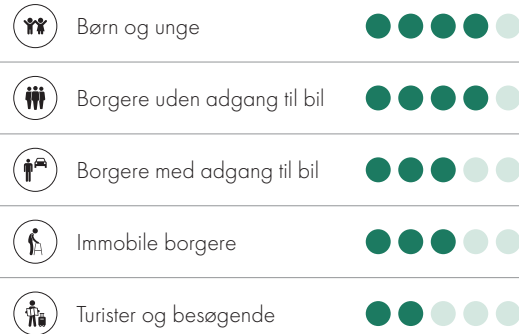 Børn og unge
Borgere uden adgang til bil
Borgere med adgang til bil
Immobile borgere
Turister og besøgende